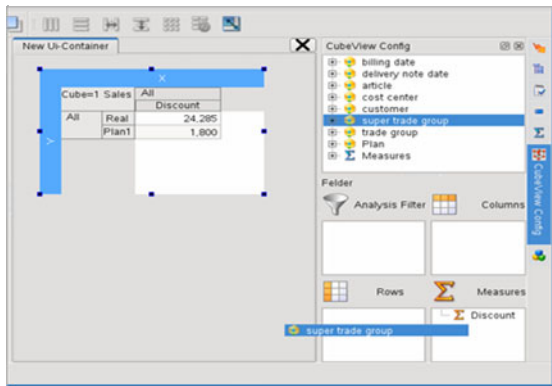 New Ui-Container
X
Cube=1 Sales All
Discount
All Real 24,285
Plan1 1,800
Y
CubeView Config
billing date
delivery note date
article
cost center
customer
super trade group
trade group
Plan
Measures
Felder
Analysis Filter
Columns
Rows
Measures
Discount
super trade group
CubeView Config